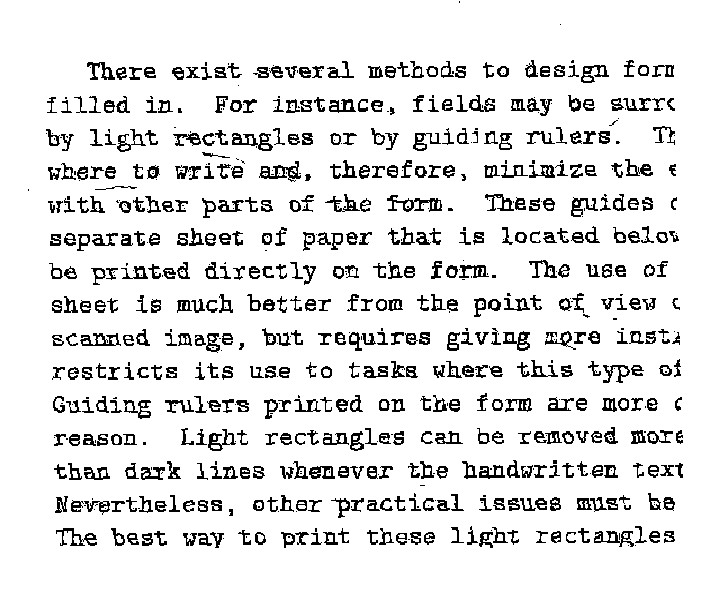 There exist several methods to design
filled in. For instance, fields may be
by light rectangles or by guiding rulers.
where to write and, therefore, minimize the
with other parts of the form. These guides
separate sheet of paper that is located
be printed directly on the form. The use of
sheet is much better from the point of view
scanned image, but requires giving more
restricts its use to tasks where this type
Guiding rulers printed on the form are more
reason. Light rectangles can be removed more
than dark lines whenever the handwritten text
Nevertheless, other practical issues must be
The best way to print these light rectangles